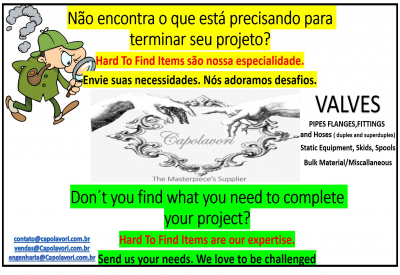 Não encontra o que está precisando para
terminar seu projeto?
Hard To Find Items são nossa especialidade.
Envie suas necessidades. Nós adoramos desafios.
Capolavori
The Masterpiece's Supplier
VALVES
PIPES FLANGES,FITTINGS
and Hoses ( duplex and superduplex)
Static Equipment, Skids, Spools
Bulk Material/Miscallaneous
Don´t you find what you need to complete
your project?
Hard To Find Items are our expertise.
Send us your needs. We love to be challenged
contato@capolavori.com.br
vendas@Capolavori.com.br
engenharia@Capolavori.com.br